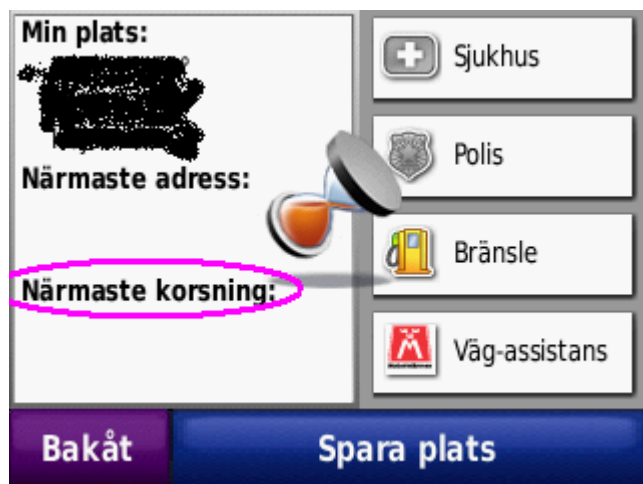 Min plats:
Närmaste adress:
Närmaste korsning:
Sjukhus
Polis
Bränsle
Väg-assistans
Bakåt
Spara plats